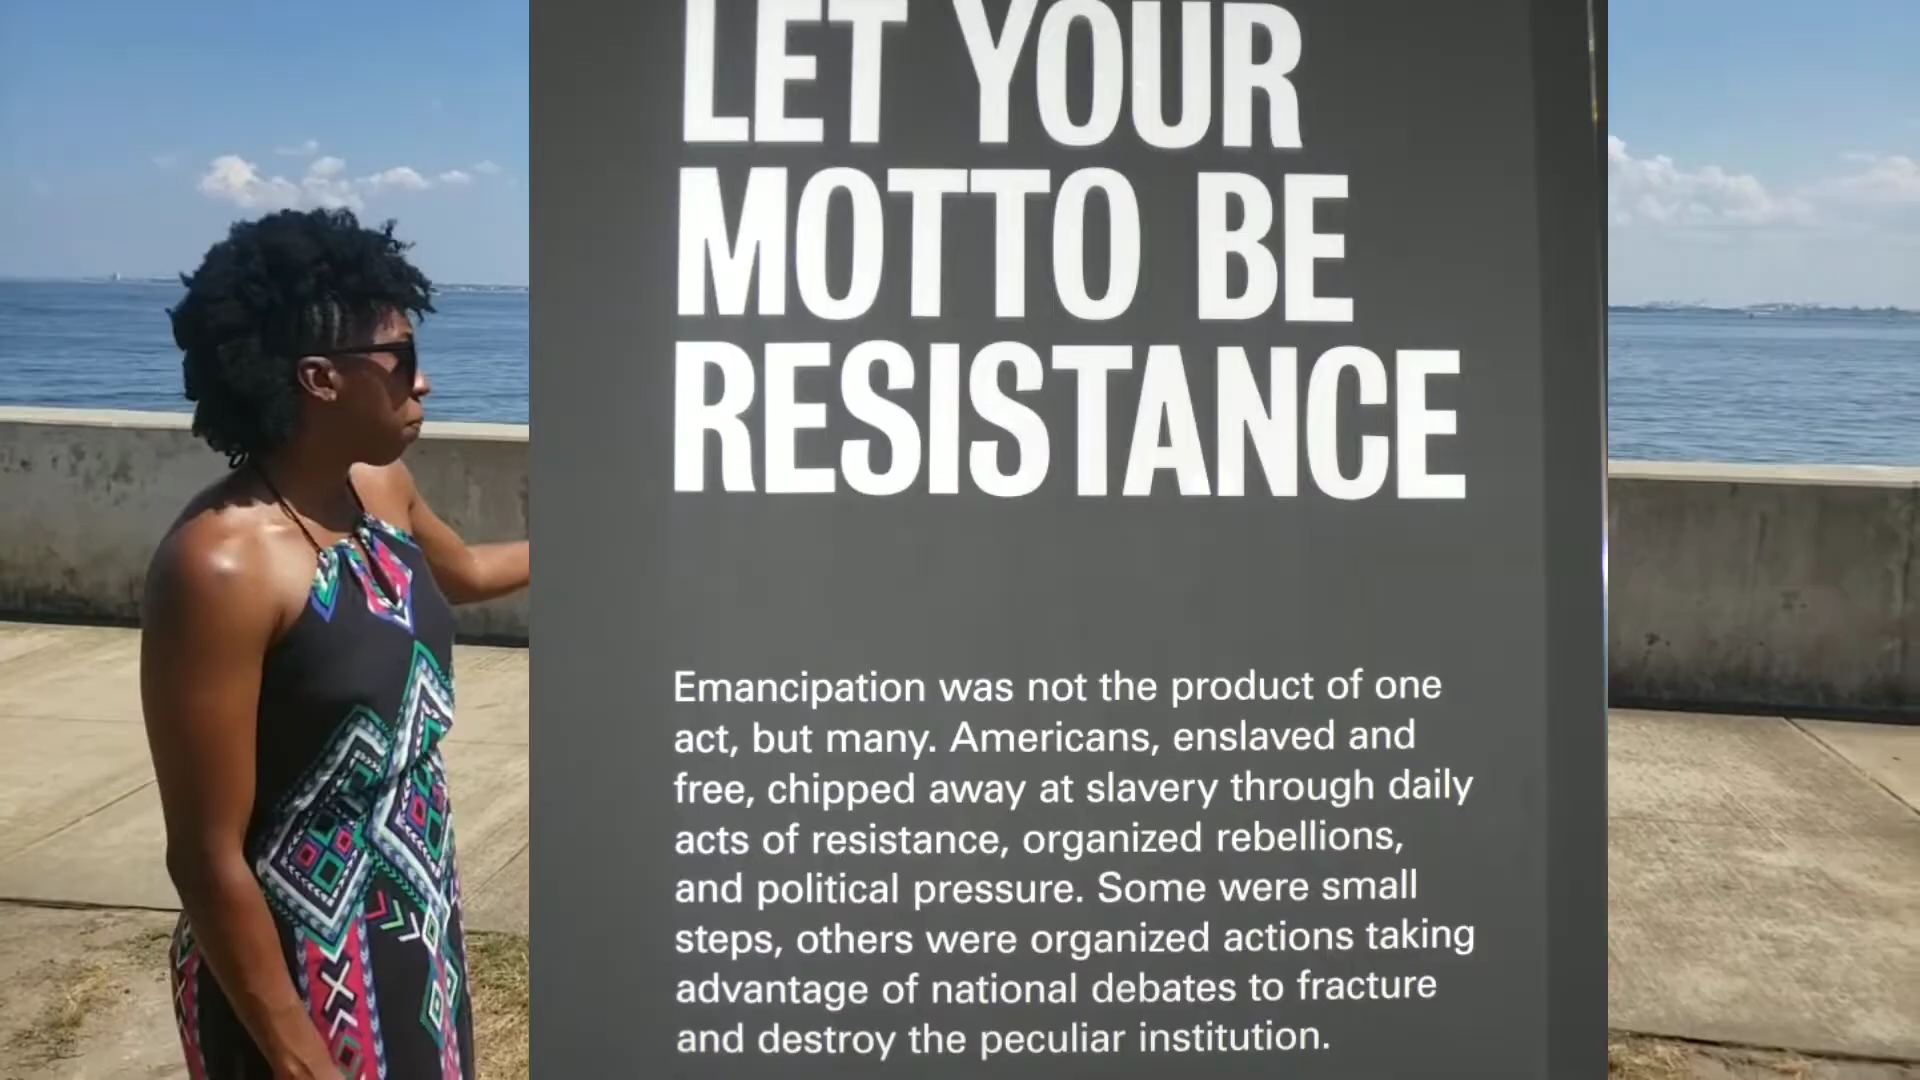 LET YOUR
MOTTO BE
RESISTANCE
Emancipation was not the product of one
act, but many. Americans, enslaved and
free, chipped away at slavery through daily
acts of resistance, organized rebellions,
and political pressure. Some were small
steps, others were organized actions taking
advantage of national debates to fracture
and destroy the peculiar institution.